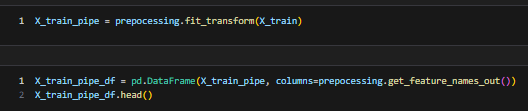 1 X_train_pipe = prepocessing.fit_transform(X_train)
1 X_train_pipe_df = pd.DataFrame(X_train_pipe, columns=prepocessing.get_feature_names_out())
2 X_train_pipe_df.head()